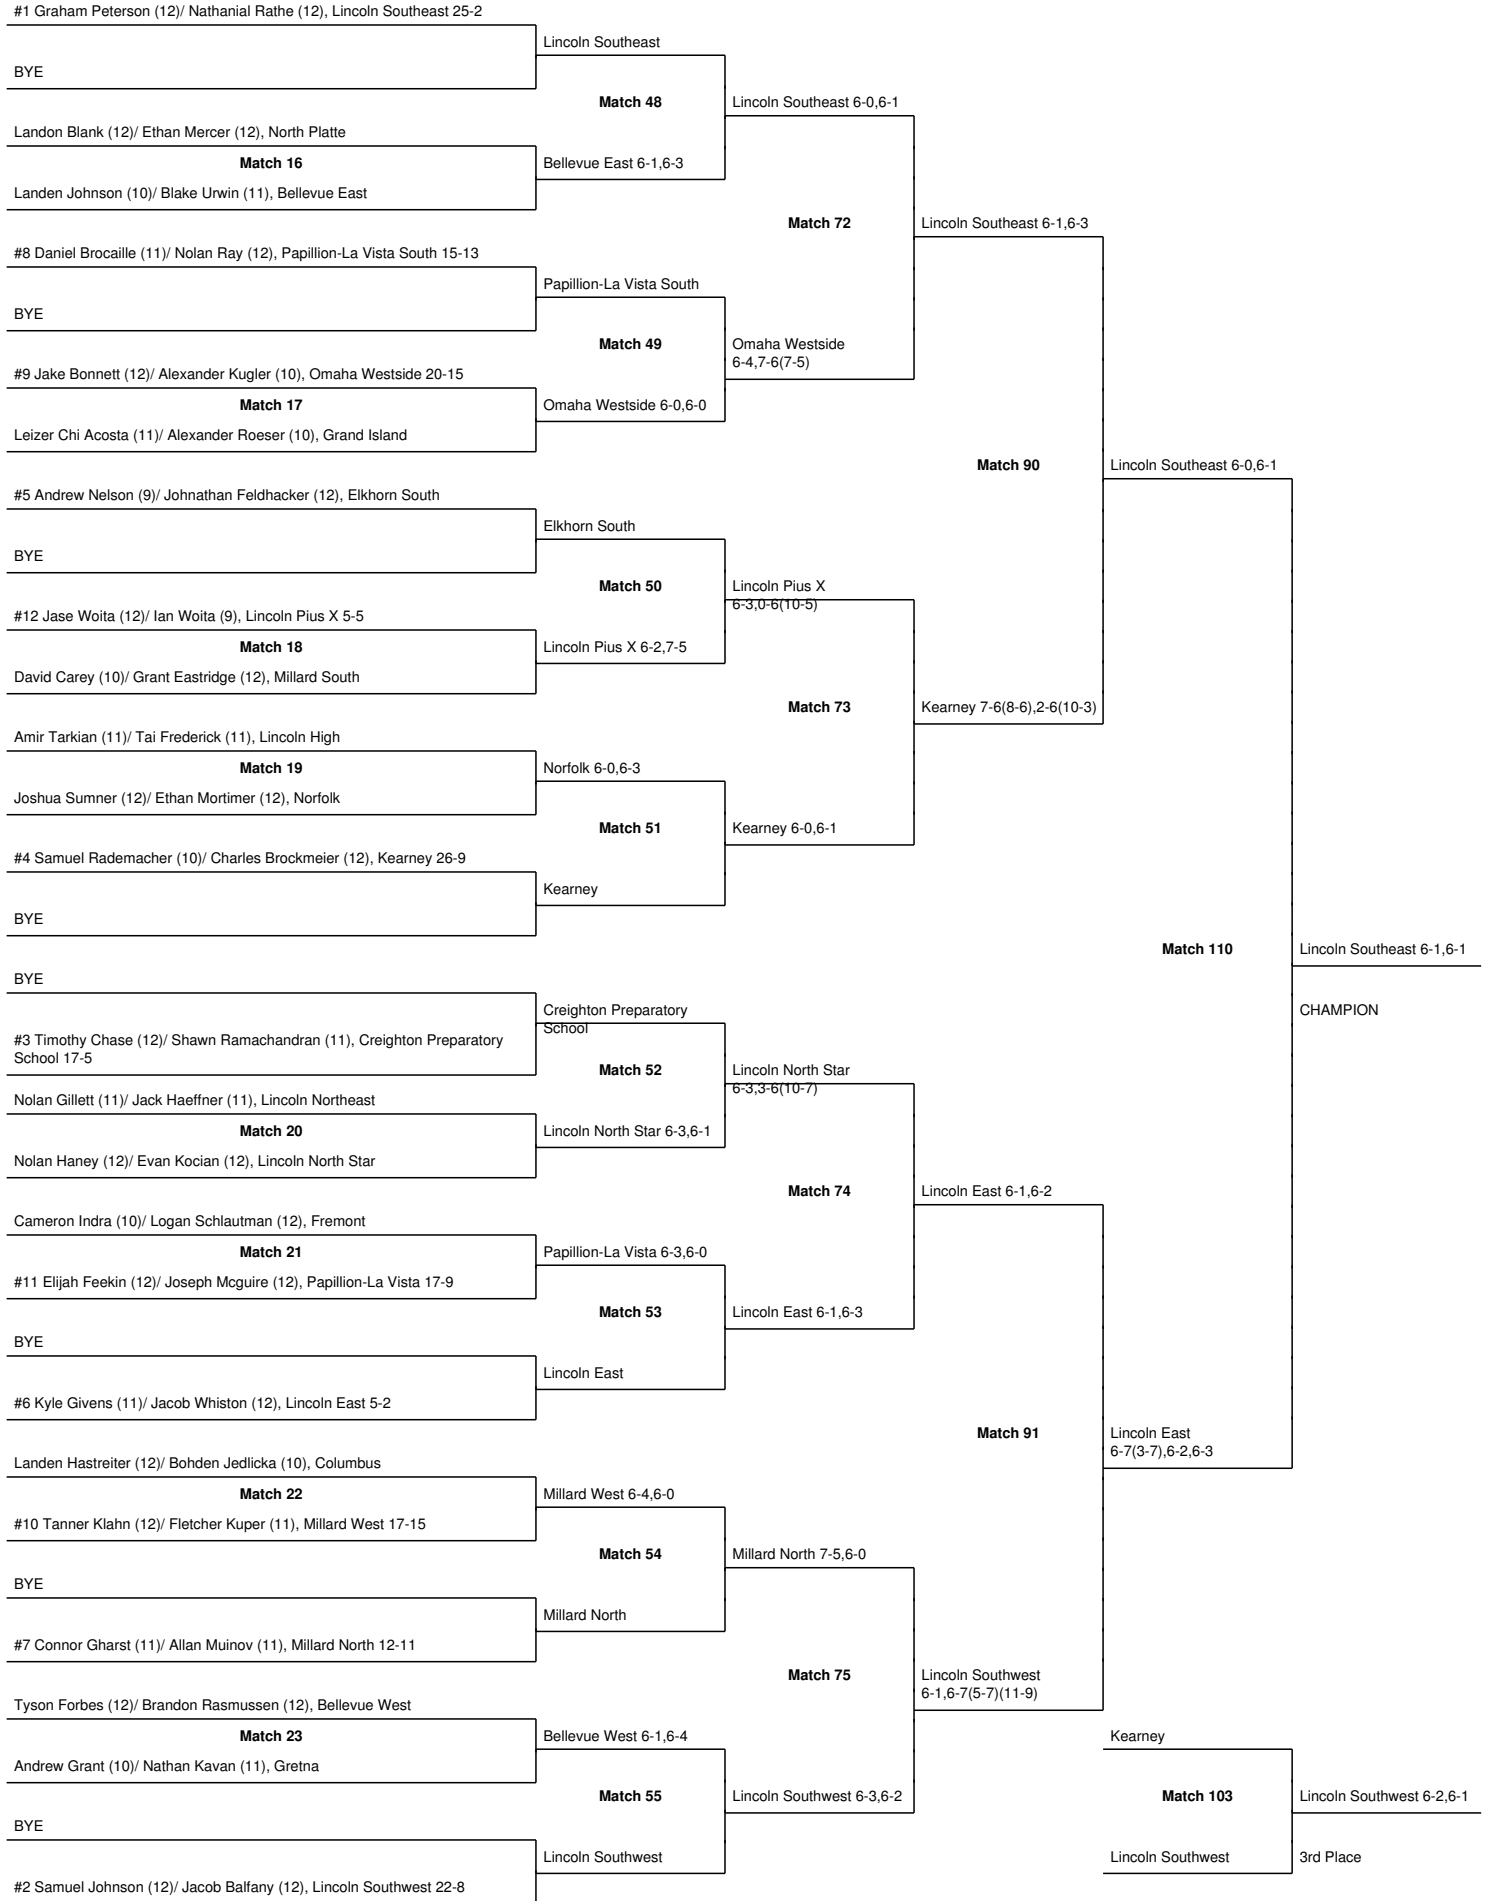 #1 Graham Peterson (12)/ Nathanial Rathe (12), Lincoln Southeast 25-2
Lincoln Southeast
BYE
Match 48
Lincoln Southeast 6-0,6-1
Landon Blank (12)/ Ethan Mercer (12), North Platte
Match 16
Bellevue East 6-1,6-3
Landen Johnson (10)/ Blake Urwin (11), Bellevue East
Match 72
Lincoln Southeast 6-1,6-3
#8 Daniel Brocaille (11)/ Nolan Ray (12), Papillion-La Vista South 15-13
Papillion-La Vista South
BYE
Match 49
Omaha Westside
6-4,7-6(7-5)
#9 Jake Bonnett (12)/ Alexander Kugler (10), Omaha Westside 20-15
Match 17
Omaha Westside 6-0,6-0
Leizer Chi Acosta (11)/ Alexander Roeser (10), Grand Island
Match 90
Lincoln Southeast 6-0,6-1
#5 Andrew Nelson (9)/ Johnathan Feldhacker (12), Elkhorn South
Elkhorn South
BYE
Match 50
Lincoln Pius X
6-3,0-6(10-5)
#12 Jase Woita (12)/ Ian Woita (9), Lincoln Pius X 5-5
Match 18
Lincoln Pius X 6-2,7-5
David Carey (10)/ Grant Eastridge (12), Millard South
Match 73
Kearney 7-6(8-6),2-6(10-3)
Amir Tarkian (11)/ Tai Frederick (11), Lincoln High
Match 19
Norfolk 6-0,6-3
Joshua Sumner (12)/ Ethan Mortimer (12), Norfolk
Match 51
Kearney 6-0,6-1
#4 Samuel Rademacher (10)/ Charles Brockmeier (12), Kearney 26-9
Kearney
BYE
Match 110
Lincoln Southeast 6-1,6-1
BYE
Creighton Preparatory
School
CHAMPION
#3 Timothy Chase (12)/ Shawn Ramachandran (11), Creighton Preparatory
School 17-5
Match 52
Lincoln North Star
6-3,3-6(10-7)
Nolan Gillett (11)/ Jack Haeffner (11), Lincoln Northeast
Match 20
Lincoln North Star 6-3,6-1
Nolan Haney (12)/ Evan Kocian (12), Lincoln North Star
Match 74
Lincoln East 6-1,6-2
Cameron Indra (10)/ Logan Schlautman (12), Fremont
Match 21
Papillion-La Vista 6-3,6-0
#11 Elijah Feekin (12)/ Joseph Mcguire (12), Papillion-La Vista 17-9
Match 53
Lincoln East 6-1,6-3
BYE
Lincoln East
#6 Kyle Givens (11)/ Jacob Whiston (12), Lincoln East 5-2
Match 91
Lincoln East
6-7(3-7),6-2,6-3
Landen Hastreiter (12)/ Bohden Jedlicka (10), Columbus
Match 22
Millard West 6-4,6-0
#10 Tanner Klahn (12)/ Fletcher Kuper (11), Millard West 17-15
Match 54
Millard North 7-5,6-0
BYE
Millard North
#7 Connor Gharst (11)/ Allan Muinov (11), Millard North 12-11
Match 75
Lincoln Southwest
6-1,6-7(5-7)(11-9)
Tyson Forbes (12)/ Brandon Rasmussen (12), Bellevue West
Match 23
Bellevue West 6-1,6-4
Kearney
Andrew Grant (10)/ Nathan Kavan (11), Gretna
Match 55
Lincoln Southwest 6-3,6-2
Match 103
Lincoln Southwest 6-2,6-1
BYE
Lincoln Southwest
Lincoln Southwest
3rd Place
#2 Samuel Johnson (12)/ Jacob Balfany (12), Lincoln Southwest 22-8